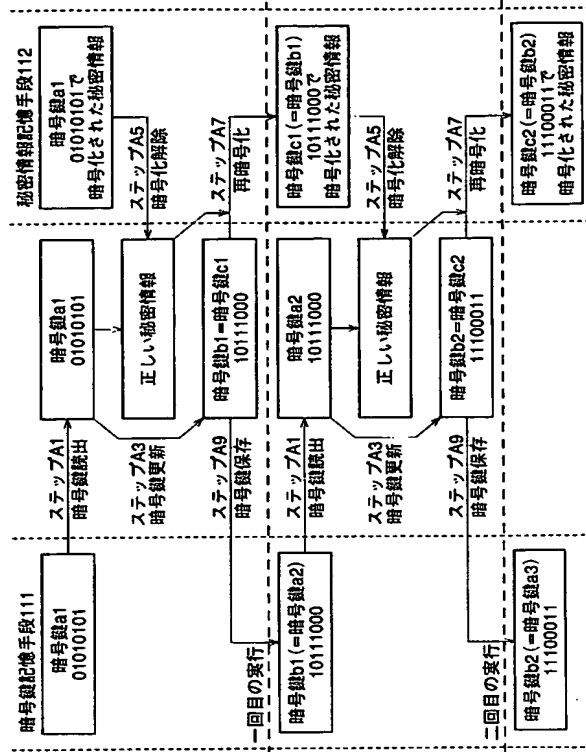 暗号鍵記憶手段111
暗号鍵a1
01010101
ステップA1
暗号鍵読出
暗号鍵a1
01010101
秘密情報記憶手段112
暗号鍵a1
01010101で
暗号化された秘密情報
ステップA5
暗号化解除
正しい秘密情報
ステップA3
暗号鍵更新
ステップA7
再暗号化
暗号鍵b1=暗号鍵c1
10111000
ステップA9
暗号鍵保存
一回目の実行
暗号鍵b1(=暗号鍵a2)
10111000
ステップA1
暗号鍵読出
暗号鍵a2
10111000
暗号鍵c1(=暗号鍵b1)
10111000で
暗号化された秘密情報
ステップA5
暗号化解除
正しい秘密情報
ステップA3
暗号鍵更新
ステップA7
再暗号化
暗号鍵b2=暗号鍵c2
11100011
ステップA9
暗号鍵保存
二回目の実行
暗号鍵b2(=暗号鍵a3)
11100011
暗号鍵c2(=暗号鍵b2)
11100011で
暗号化された秘密情報